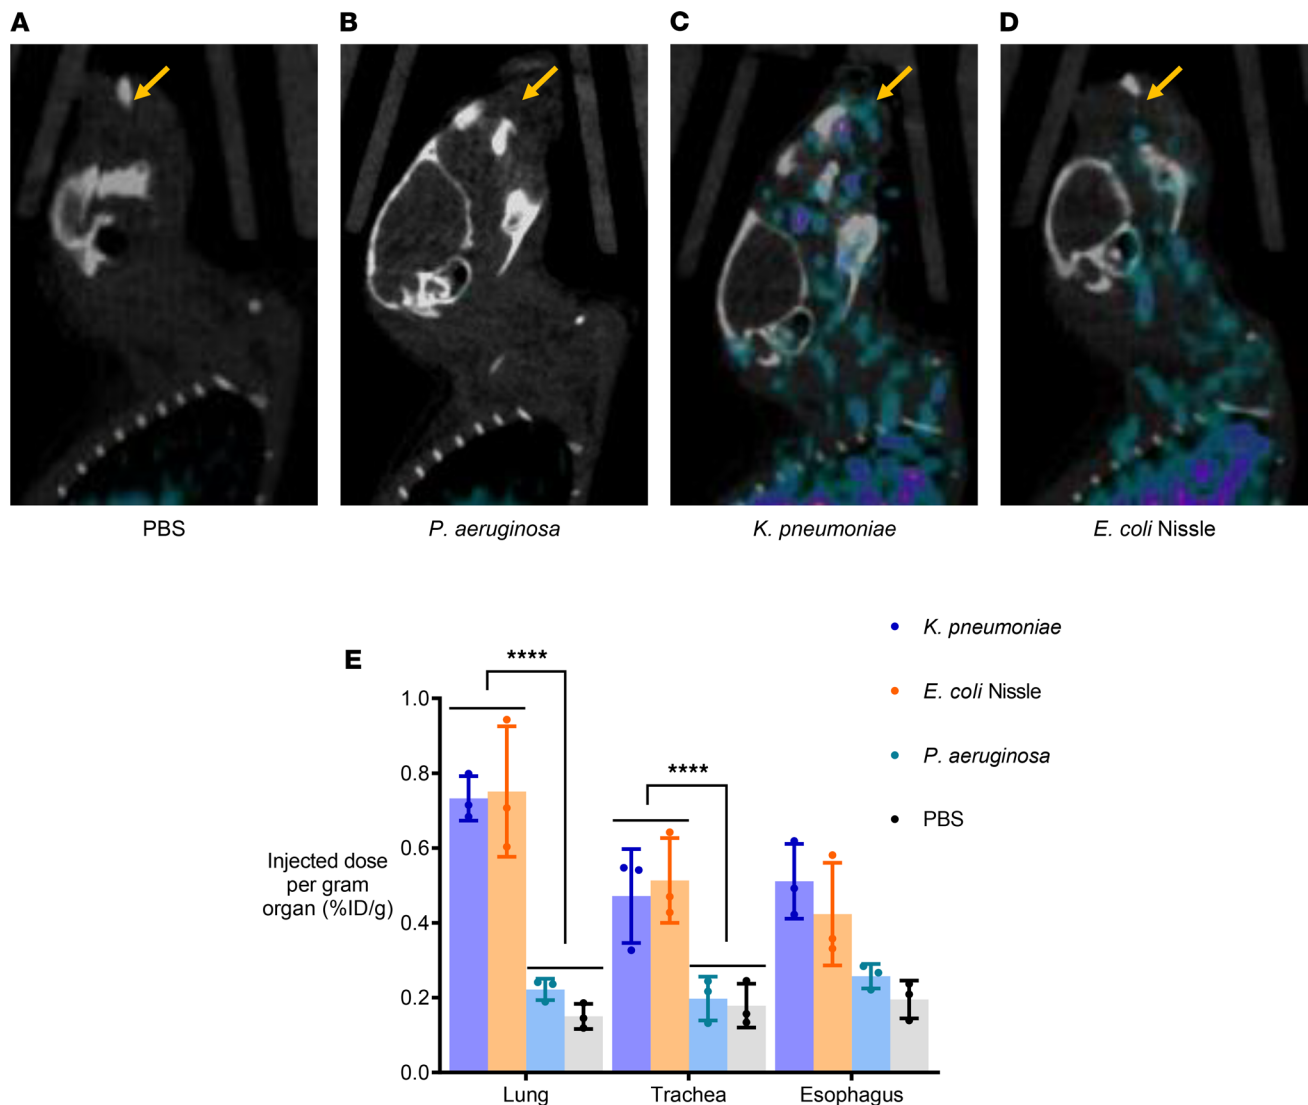 A
B
C
D
PBS
P. aeruginosa
K. pneumoniae
E. coli Nissle
E
K. pneumoniae
E. coli Nissle
P. aeruginosa
PBS
****
****
Injected dose
per gram
organ (%ID/g)
1.0
0.8
0.6
0.4
0.2
0.0
Lung
Trachea
Esophagus